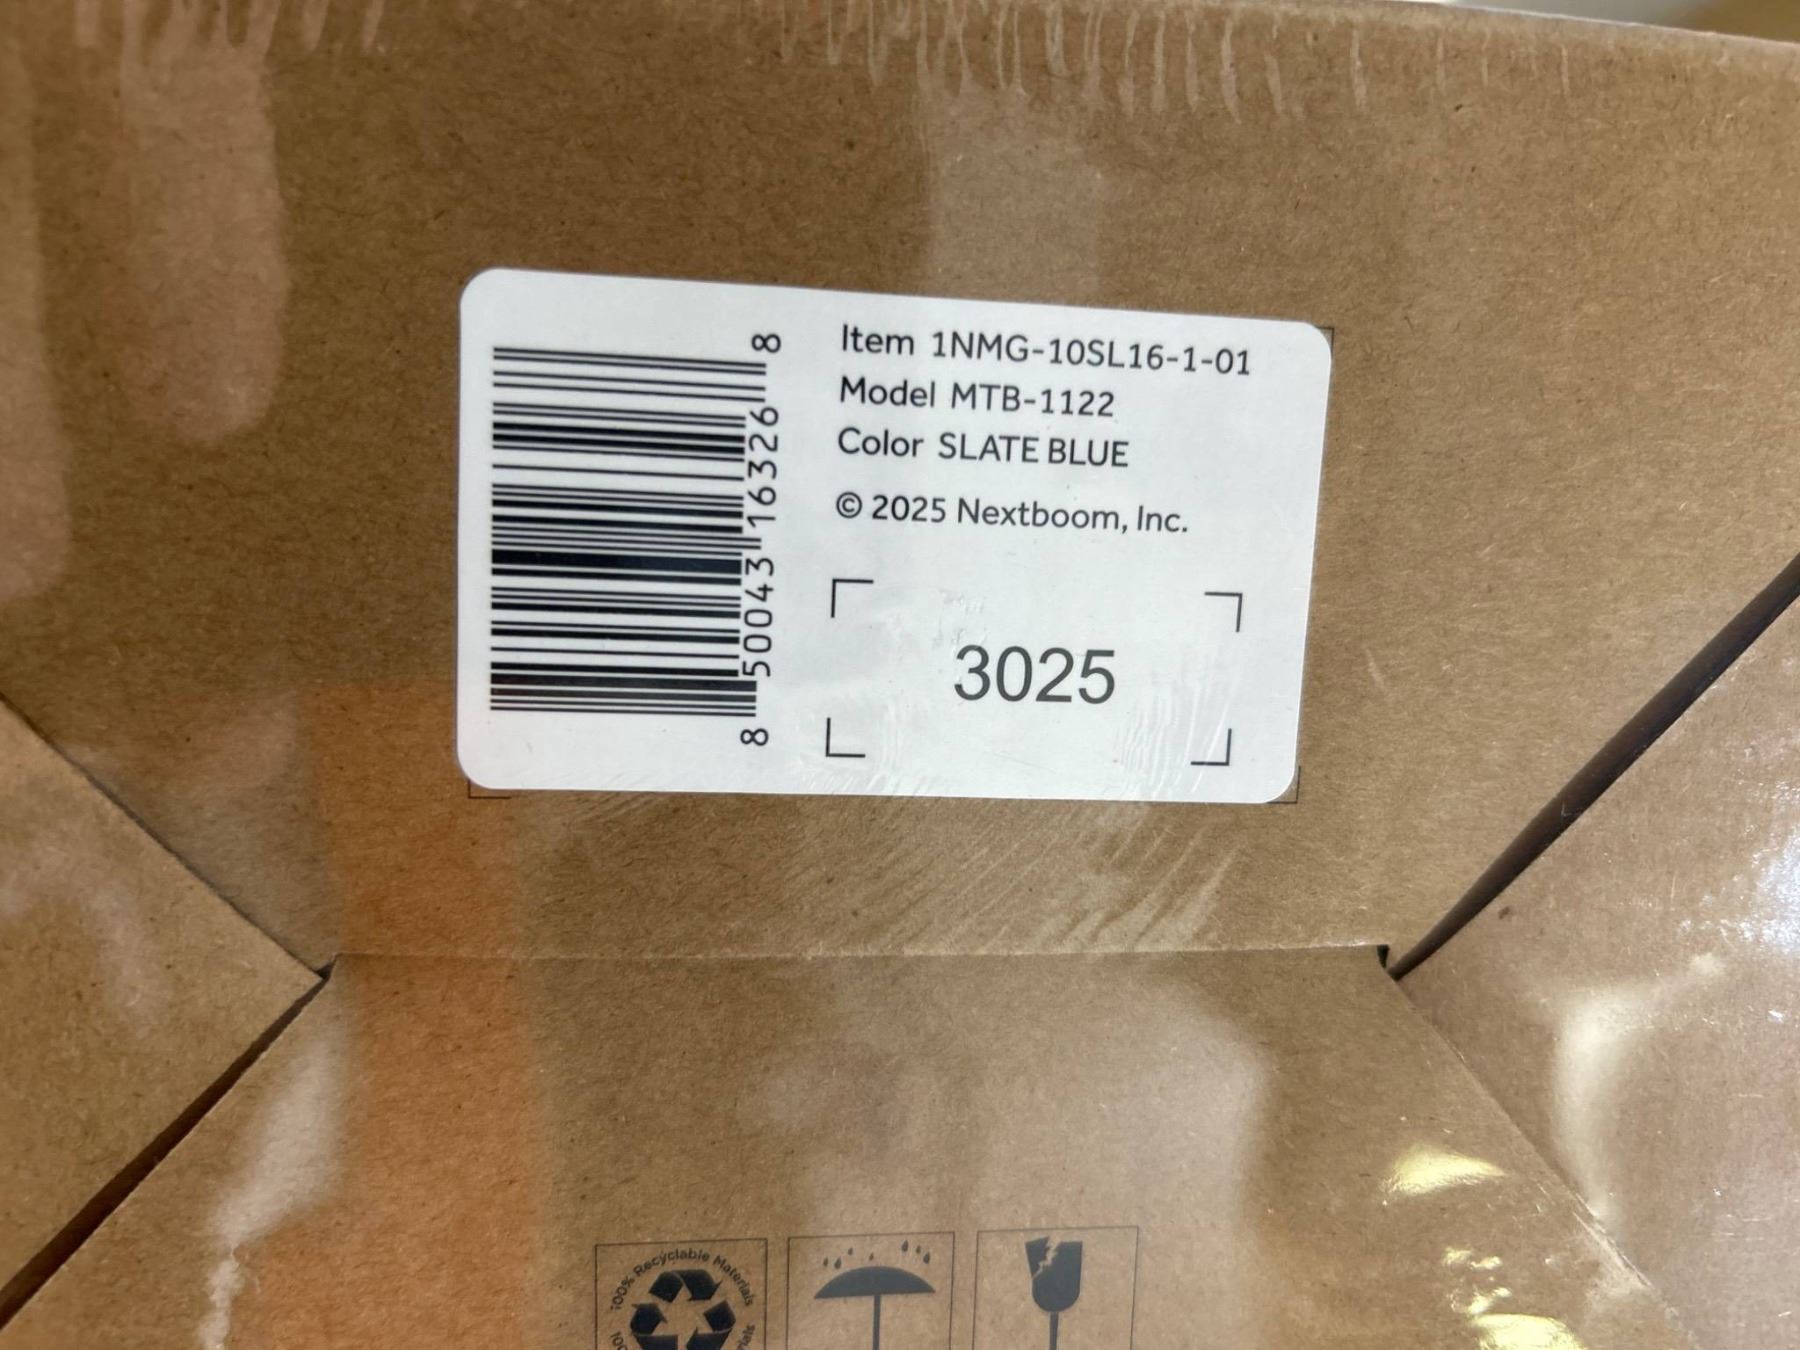 Item 1NMG-10SL16-1-01
Model MTB-1122
Color SLATE BLUE
© 2025 Nextboom, Inc.
3025
8 50043 16326 8
100% Recyclable Materials